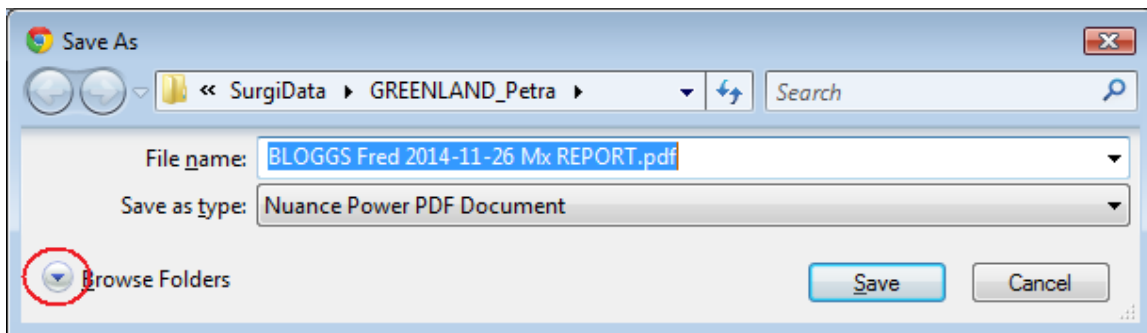 Save As
« SurgiData ▸ GREENLAND_Petra ▸ Search
File name: BLOGGS Fred 2014-11-26 Mx REPORT.pdf
Save as type: Nuance Power PDF Document
Browse Folders Save Cancel